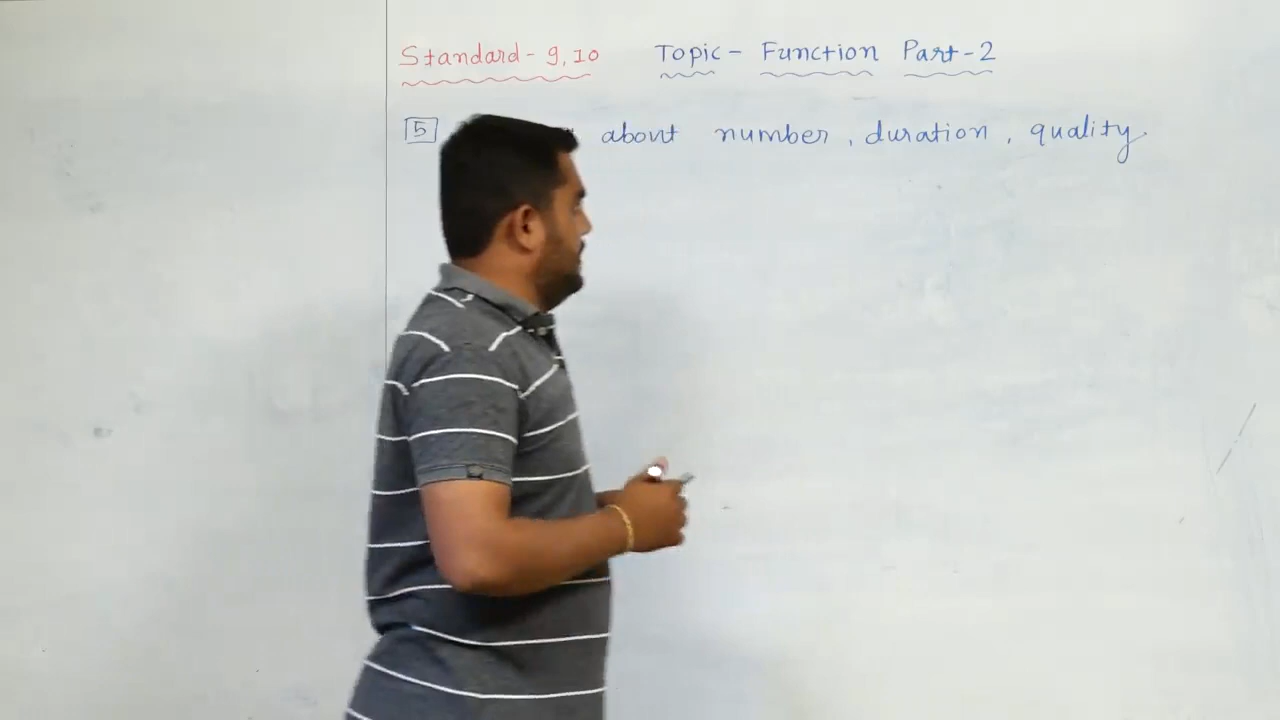 Standard - 9,10 Topic - Function Part - 2
5 about number, duration, quality.